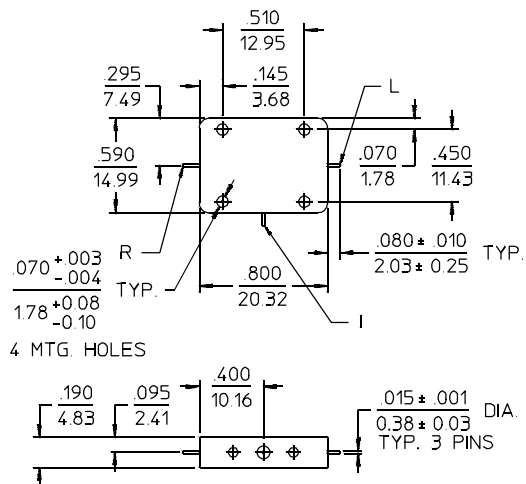 .510
12.95
.295
7.49
.145
3.68
L
.590
14.99
.070
1.78
.450
11.43
R
.080 ± .010
2.03 ± 0.25
TYP.
.070 +.003 -.004
1.78 +0.08 -0.10
TYP.
.800
20.32
I
4 MTG. HOLES
.190
4.83
.095
2.41
.400
10.16
.015 ± .001
0.38 ± 0.03
DIA.
TYP. 3 PINS